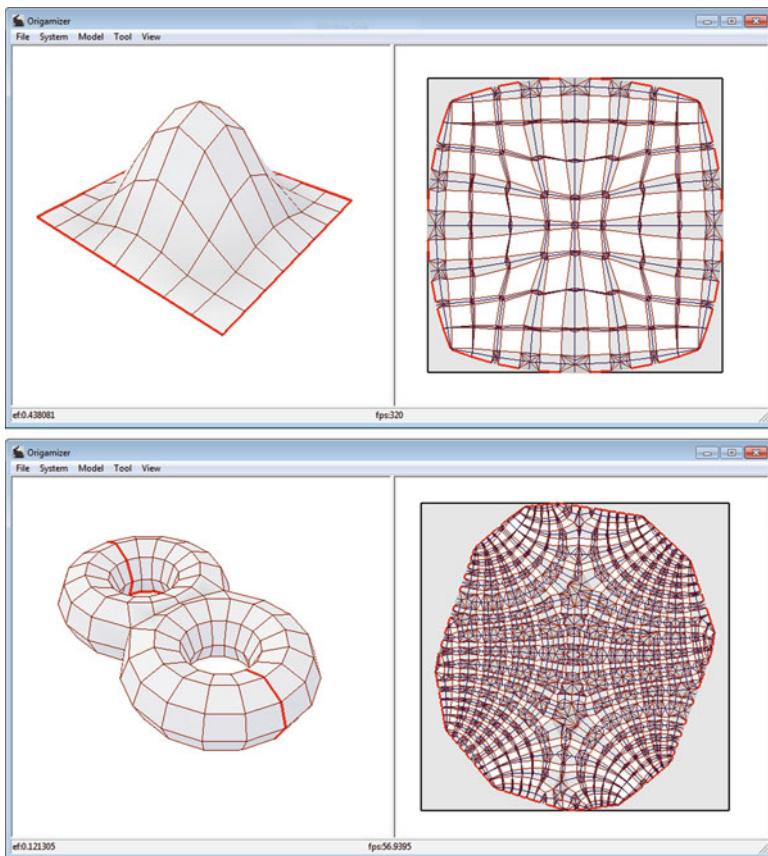 Origamizer
File System Model Tool View
ef:0.438081 fps:320
Origamizer
File System Model Tool View
ef:0.121305 fps:56.9395